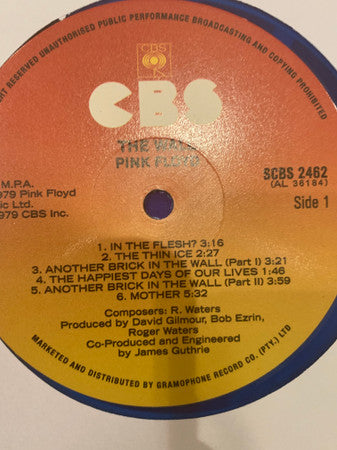 HT RESERVED UNAUTHORISED PUBLIC PERFORMANCE BROADCASTING AND COPYING PROHIBITED
CBS
CBS
THE WALL
PINK FLOYD
SCBS 2462
(AL 36184)
Side 1
M.P.A.
979 Pink Floyd
ic Ltd.
979 CBS Inc.
1. IN THE FLESH? 3:16
2. THE THIN ICE 2:27
3. ANOTHER BRICK IN THE WALL (Part I) 3:21
4. THE HAPPIEST DAYS OF OUR LIVES 1:46
5. ANOTHER BRICK IN THE WALL (Part II) 3:59
6. MOTHER 5:32
Composers: R. Waters
Produced by David Gilmour, Bob Ezrin,
Roger Waters
Co-Produced and Engineered
by James Guthrie
MARKETED AND DISTRIBUTED BY GRAMOPHONE RECORD CO. (PTY.) LTD